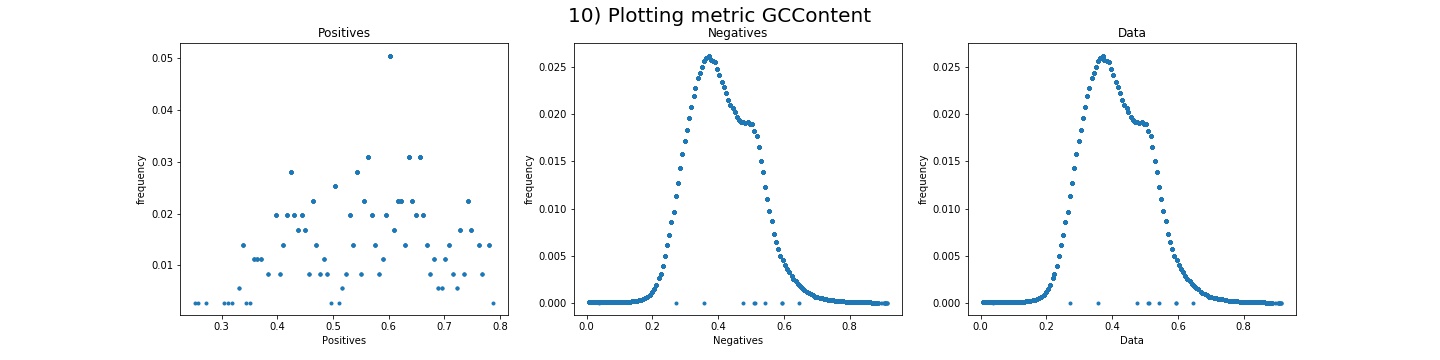 10) Plotting metric GCContent
Positives
Negatives
Data
frequency
0.05
0.04
0.03
0.02
0.01
0.3 0.4 0.5 0.6 0.7 0.8
Positives
frequency
0.025
0.020
0.015
0.010
0.005
0.000
0.0 0.2 0.4 0.6 0.8
Negatives
frequency
0.025
0.020
0.015
0.010
0.005
0.000
0.0 0.2 0.4 0.6 0.8
Data